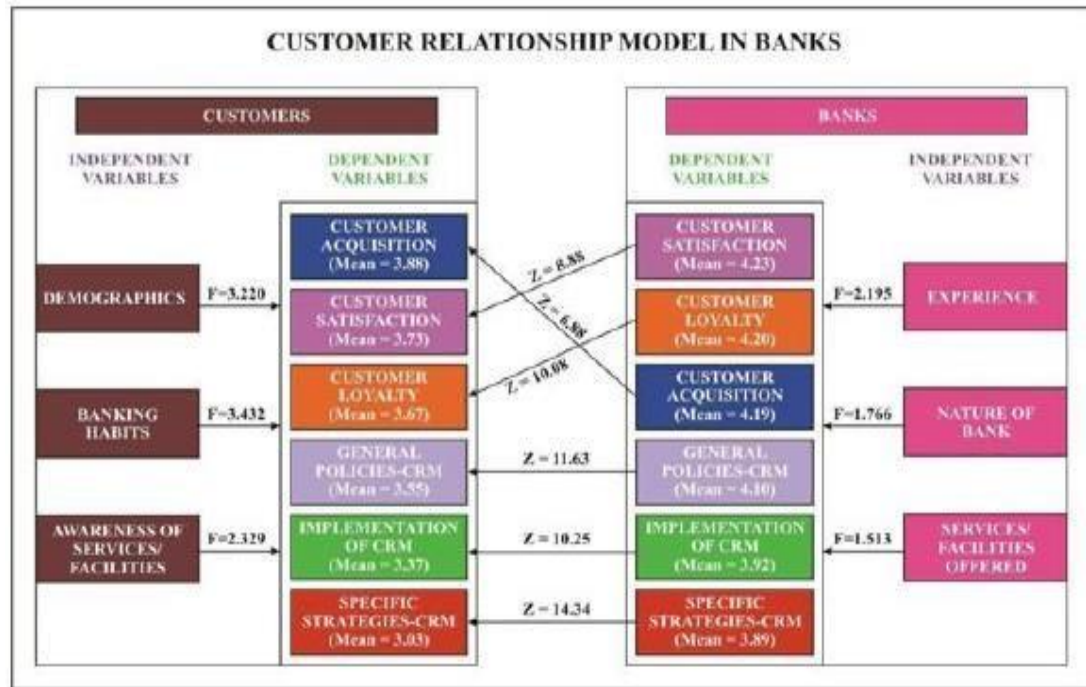 CUSTOMER RELATIONSHIP MODEL IN BANKS
CUSTOMERS
INDEPENDENT
VARIABLES
DEPENDENT
VARIABLES
DEMOGRAPHICS
F=3.220
BANKING
HABITS
F=3.432
AWARENESS OF
SERVICES/
FACILITIES
F=2.329
CUSTOMER
ACQUISITION
(Mean = 3.88)
CUSTOMER
SATISFACTION
(Mean = 3.73)
CUSTOMER
LOYALTY
(Mean = 3.67)
GENERAL
POLICIES-CRM
(Mean = 3.55)
IMPLEMENTATION
OF CRM
(Mean = 3.37)
SPECIFIC
STRATEGIES-CRM
(Mean = 3.03)
Z = 8.88
Z = 6.98
Z = 10.08
Z = 11.63
Z = 10.25
Z = 14.34
BANKS
DEPENDENT
VARIABLES
INDEPENDENT
VARIABLES
CUSTOMER
SATISFACTION
(Mean = 4.23)
CUSTOMER
LOYALTY
(Mean = 4.20)
CUSTOMER
ACQUISITION
(Mean = 4.19)
GENERAL
POLICIES-CRM
(Mean = 4.10)
IMPLEMENTATION
OF CRM
(Mean = 3.92)
SPECIFIC
STRATEGIES-CRM
(Mean = 3.89)
F=2.195
EXPERIENCE
F=1.766
NATURE OF
BANK
F=1.513
SERVICES/
FACILITIES
OFFERED